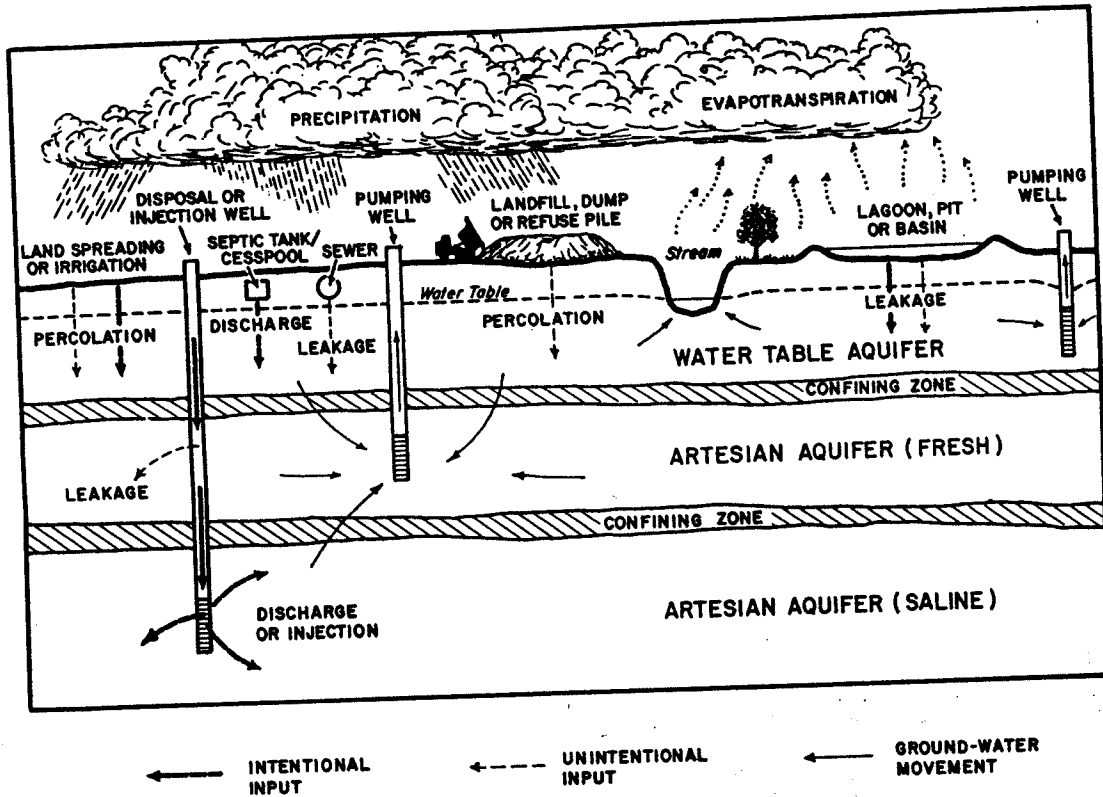 PRECIPITATION
EVAPOTRANSPIRATION
DISPOSAL OR
INJECTION WELL
PUMPING
WELL
LANDFILL, DUMP
OR REFUSE PILE
PUMPING
WELL
LAND SPREADING
OR IRRIGATION
SEPTIC TANK/
CESSPOOL
SEWER
Stream
LAGOON, PIT
OR BASIN
Water Table
PERCOLATION
DISCHARGE
LEAKAGE
PERCOLATION
LEAKAGE
WATER TABLE AQUIFER
CONFINING ZONE
ARTESIAN AQUIFER (FRESH)
LEAKAGE
CONFINING ZONE
DISCHARGE
OR INJECTION
ARTESIAN AQUIFER (SALINE)
INTENTIONAL
INPUT
UNINTENTIONAL
INPUT
GROUND-WATER
MOVEMENT